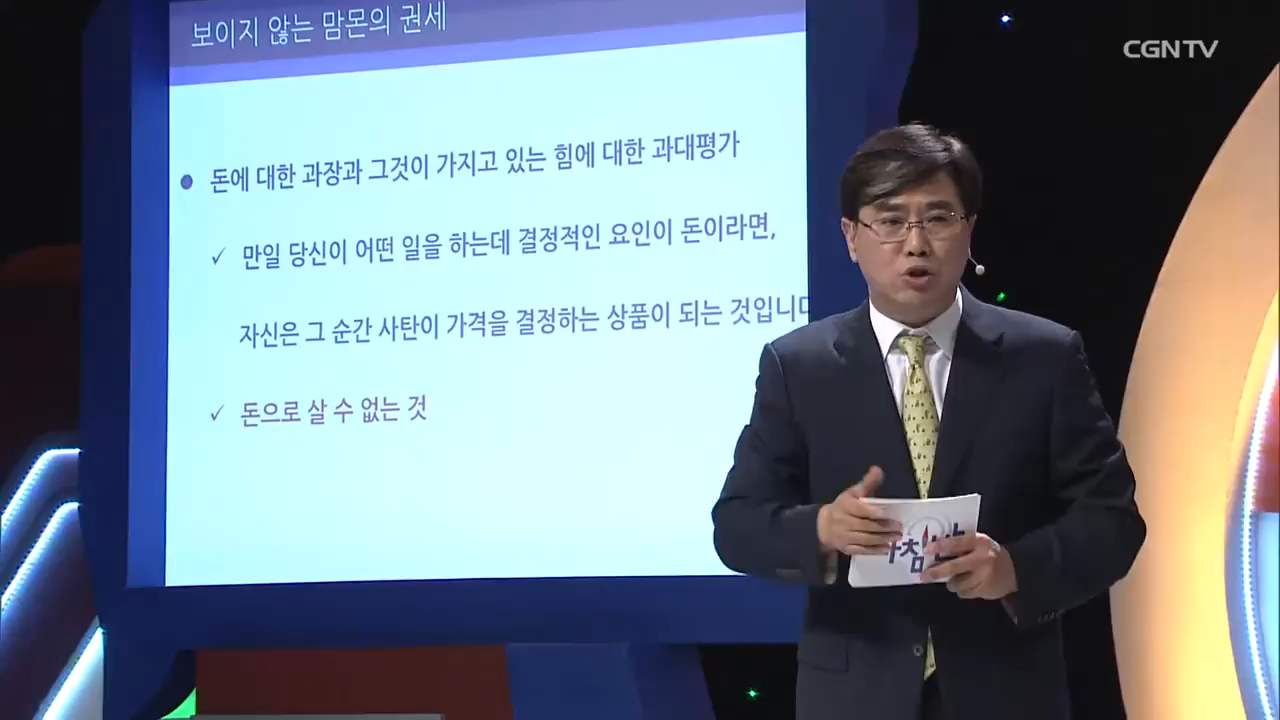 보이지 않는 맘몬의 권세
CGNTV
돈에 대한 과장과 그것이 가지고 있는 힘에 대한 과대평가
만일 당신이 어떤 일을 하는데 결정적인 요인이 돈이라면,
자신은 그 순간 사탄이 가격을 결정하는 상품이 되는 것입니다
돈으로 살 수 없는 것